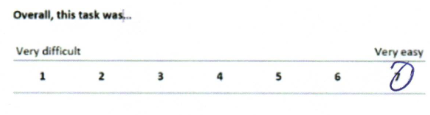 Overall, this task was...
Very difficult Very easy
1 2 3 4 5 6 7